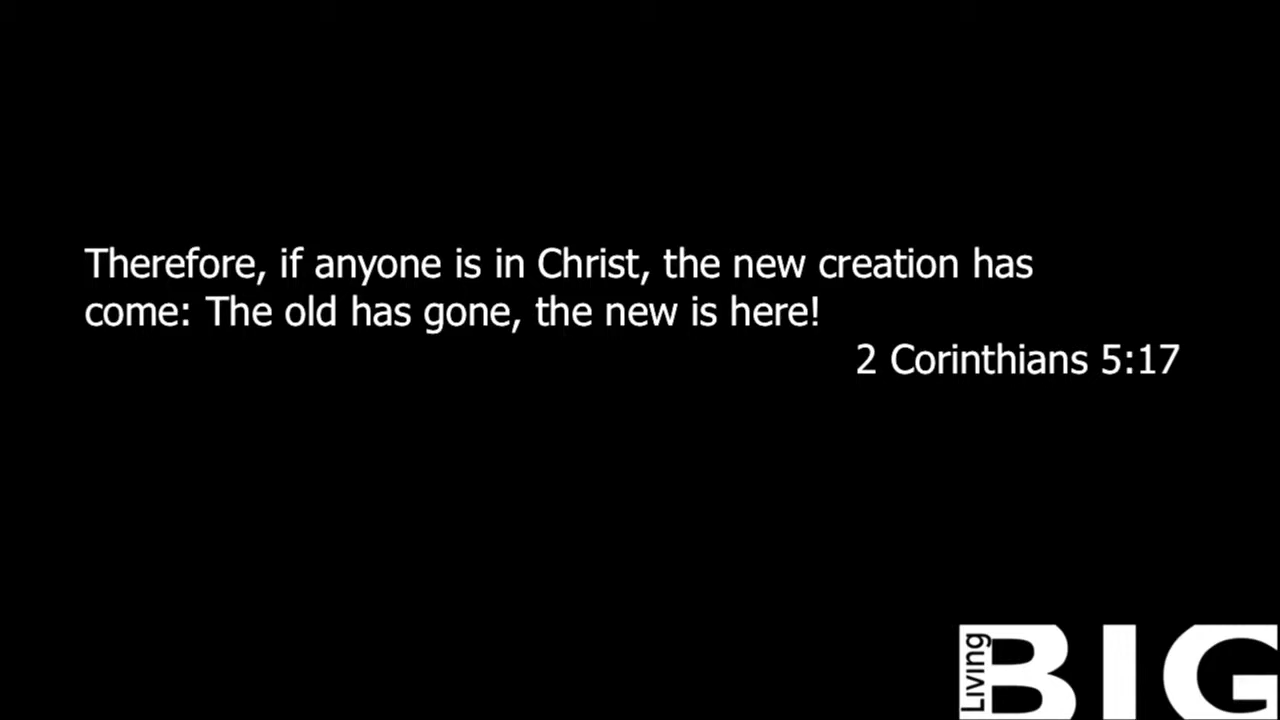 Therefore, if anyone is in Christ, the new creation has
come: The old has gone, the new is here!
2 Corinthians 5:17
Living
BIG